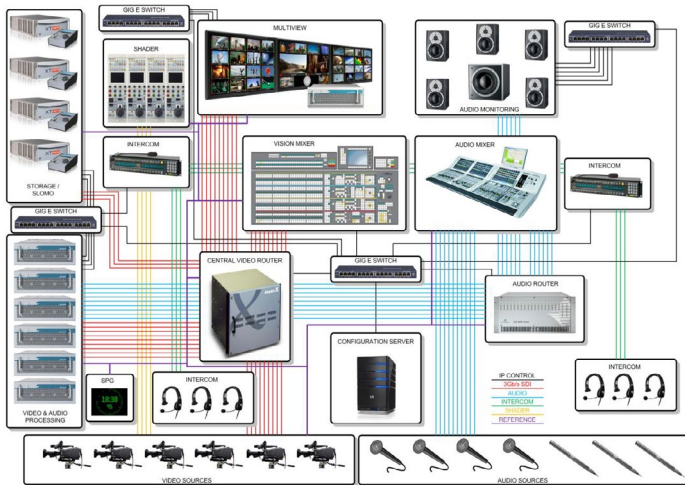 GIG E SWITCH
MULTIVIEW
GIG E SWITCH
SHADER
AUDIO MONITORING
INTERCOM
VISION MIXER
AUDIO MIXER
INTERCOM
STORAGE /
SLOMO
GIG E SWITCH
CENTRAL VIDEO ROUTER
GIG E SWITCH
AUDIO ROUTER
CONFIGURATION SERVER
SPG
18:38
INTERCOM
IP CONTROL
3Gb/s SDI
AUDIO
INTERCOM
SHADER
REFERENCE
INTERCOM
VIDEO & AUDIO
PROCESSING
VIDEO SOURCES
AUDIO SOURCES